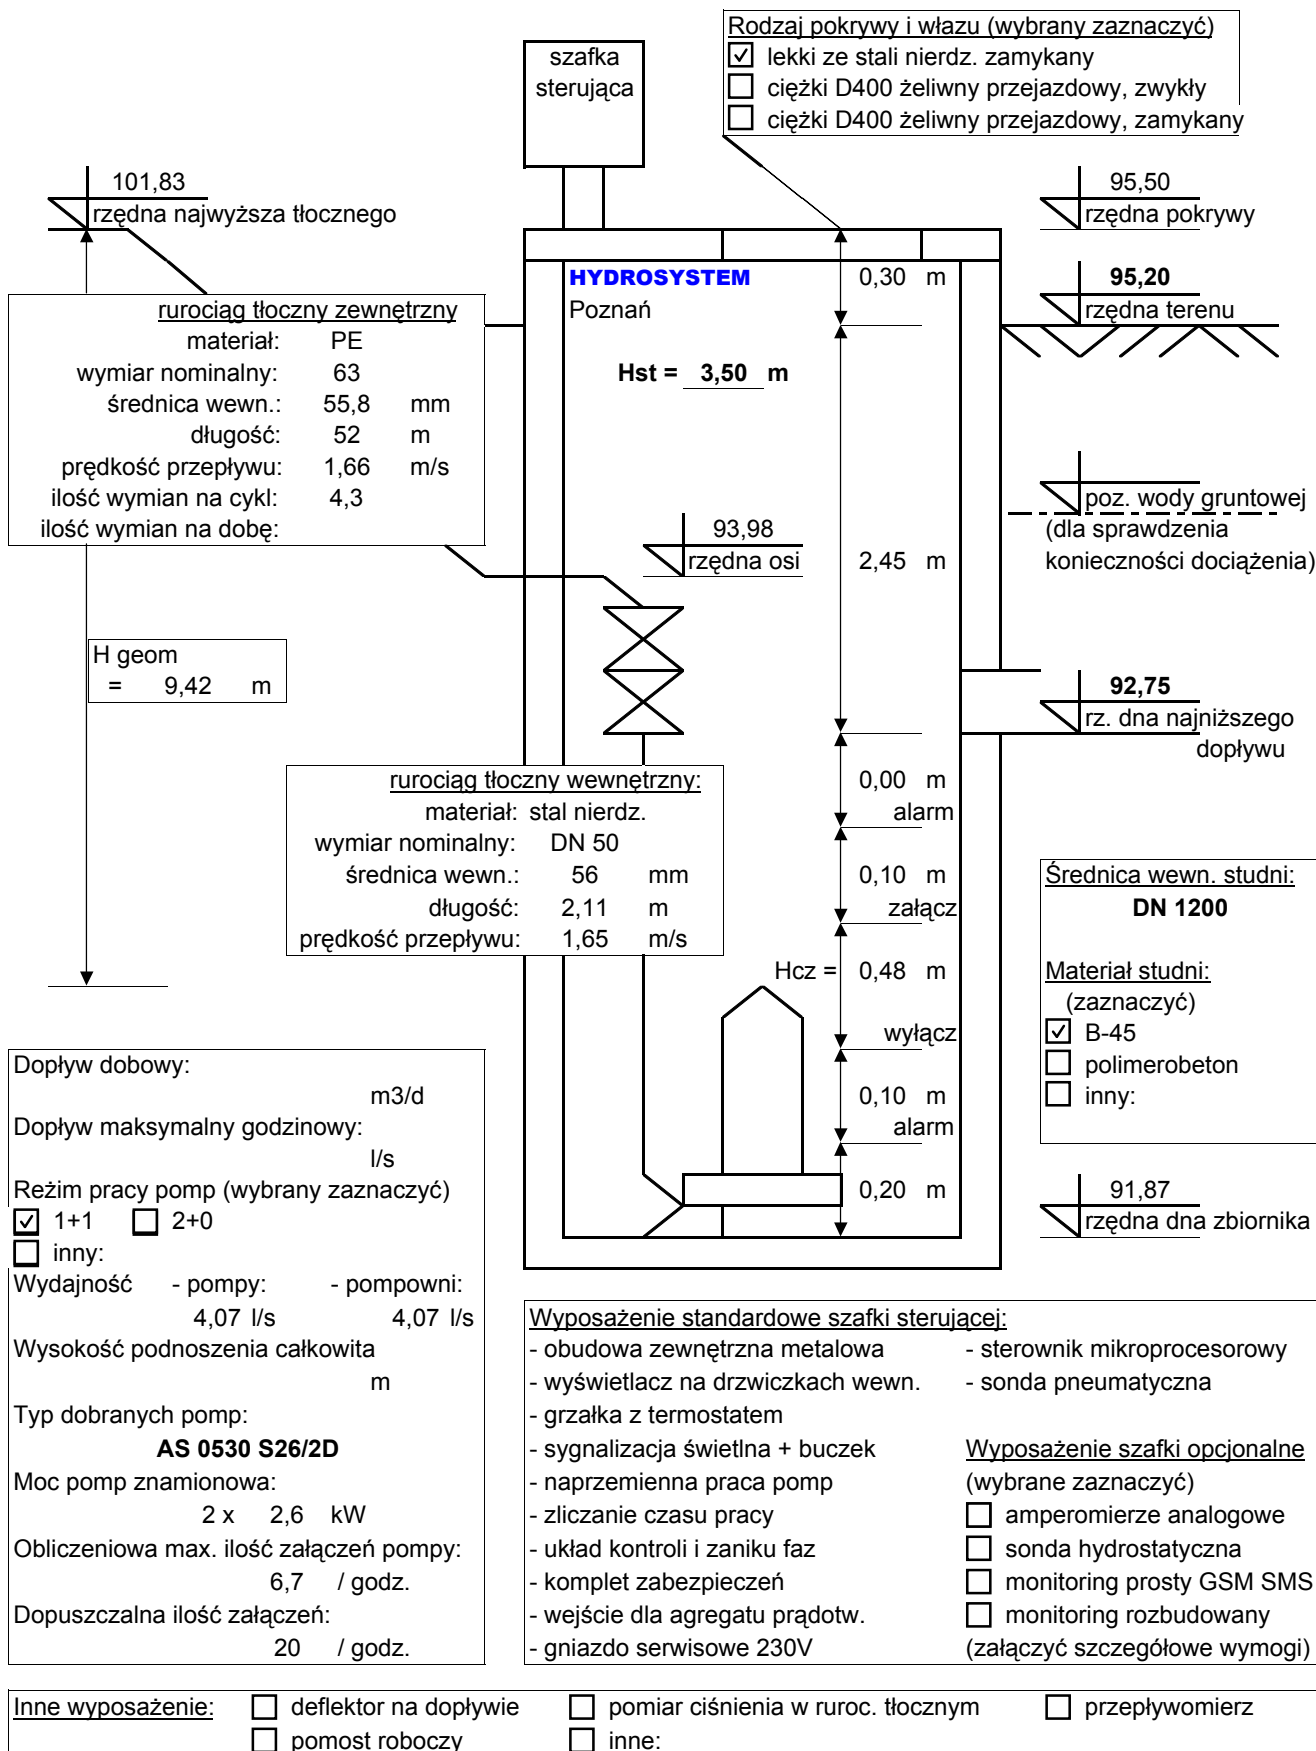 Rodzaj pokrywy i włazu (wybrany zaznaczyć)
lekki ze stali nierdz. zamykany
ciężki D400 żeliwny przejazdowy, zwykły
ciężki D400 żeliwny przejazdowy, zamykany
szafka
sterująca
101,83
rzędna najwyższa tłocznego
95,50
rzędna pokrywy
HYDROSYSTEM
Poznań
0,30 m
95,20
rzędna terenu
rurociąg tłoczny zewnętrzny
materiał: PE
wymiar nominalny: 63
średnica wewn.: 55,8 mm
długość: 52 m
prędkość przepływu: 1,66 m/s
ilość wymian na cykl: 4,3
ilość wymian na dobę:
Hst = 3,50 m
poz. wody gruntowej
(dla sprawdzenia
konieczności dociążenia)
93,98
rzędna osi
2,45 m
H geom
= 9,42 m
92,75
rz. dna najniższego
dopływu
rurociąg tłoczny wewnętrzny:
materiał: stal nierdz.
wymiar nominalny: DN 50
średnica wewn.: 56 mm
długość: 2,11 m
prędkość przepływu: 1,65 m/s
0,00 m
alarm
0,10 m
załącz
Hcz = 0,48 m
wyłącz
0,10 m
alarm
0,20 m
Średnica wewn. studni:
DN 1200
Materiał studni:
(zaznaczyć)
B-45
polimerobeton
inny:
91,87
rzędna dna zbiornika
Dopływ dobowy:
m3/d
Dopływ maksymalny godzinowy:
l/s
Reżim pracy pomp (wybrany zaznaczyć)
1+1 2+0
inny:
Wydajność - pompy: - pompowni:
4,07 l/s 4,07 l/s
Wysokość podnoszenia całkowita
m
Typ dobranych pomp:
AS 0530 S26/2D
Moc pomp znamionowa:
2 x 2,6 kW
Obliczeniowa max. ilość załączeń pompy:
6,7 / godz.
Dopuszczalna ilość załączeń:
20 / godz.
Wyposażenie standardowe szafki sterującej:
- obudowa zewnętrzna metalowa
- wyświetlacz na drzwiczkach wewn.
- grzałka z termostatem
- sygnalizacja świetlna + buczek
- naprzemienna praca pomp
- zliczanie czasu pracy
- układ kontroli i zaniku faz
- komplet zabezpieczeń
- wejście dla agregatu prądotw.
- gniazdo serwisowe 230V
- sterownik mikroprocesorowy
- sonda pneumatyczna
Wyposażenie szafki opcjonalne
(wybrane zaznaczyć)
amperomierze analogowe
sonda hydrostatyczna
monitoring prosty GSM SMS
monitoring rozbudowany
(załączyć szczegółowe wymogi)
Inne wyposażenie: deflektor na dopływie pomiar ciśnienia w ruroc. tłocznym przepływomierz
pomost roboczy inne: